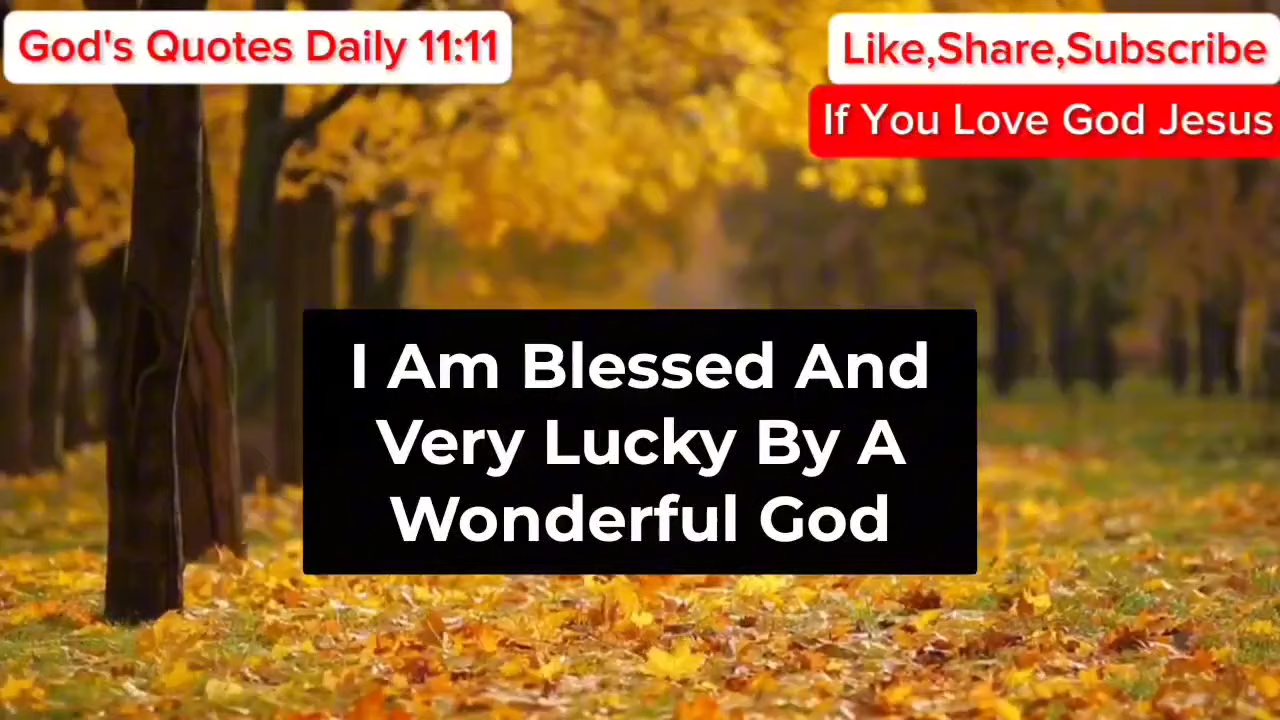 God's Quotes Daily 11:11
Like,Share,Subscribe
If You Love God Jesus
I Am Blessed And
Very Lucky By A
Wonderful God